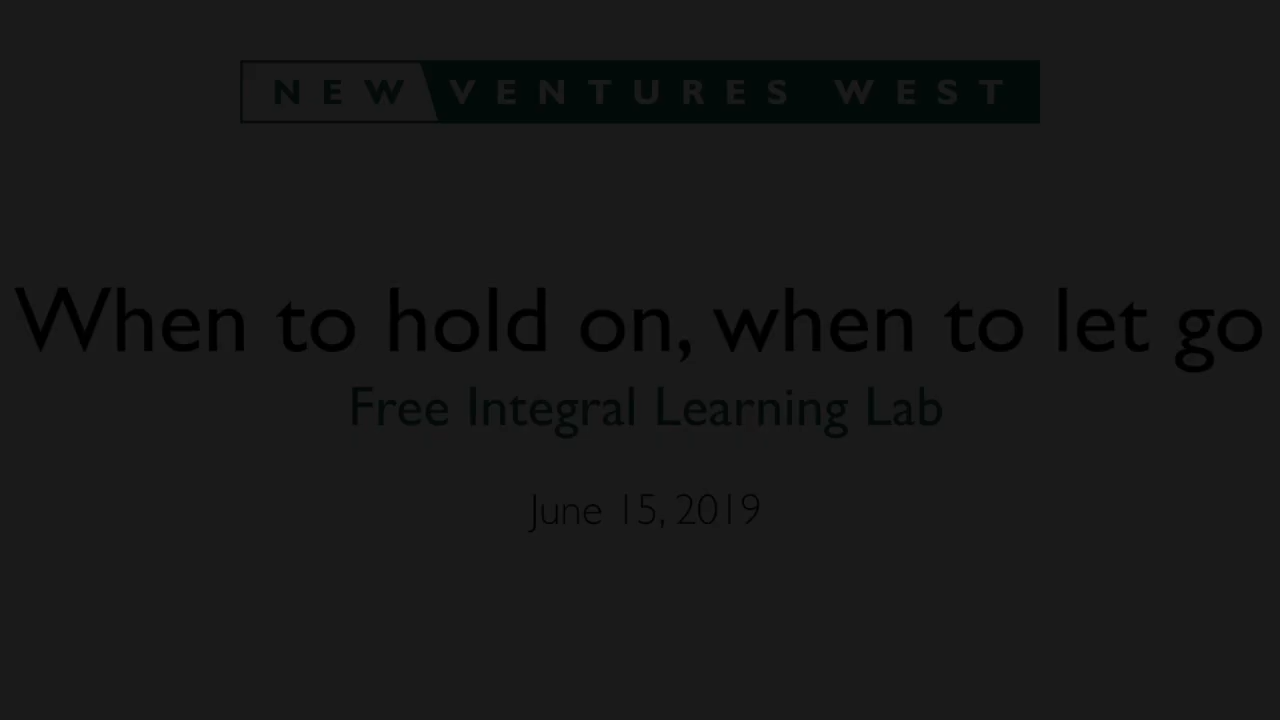 NEW VENTURES WEST
When to hold on, when to let go
Free Integral Learning Lab
June 15, 2019